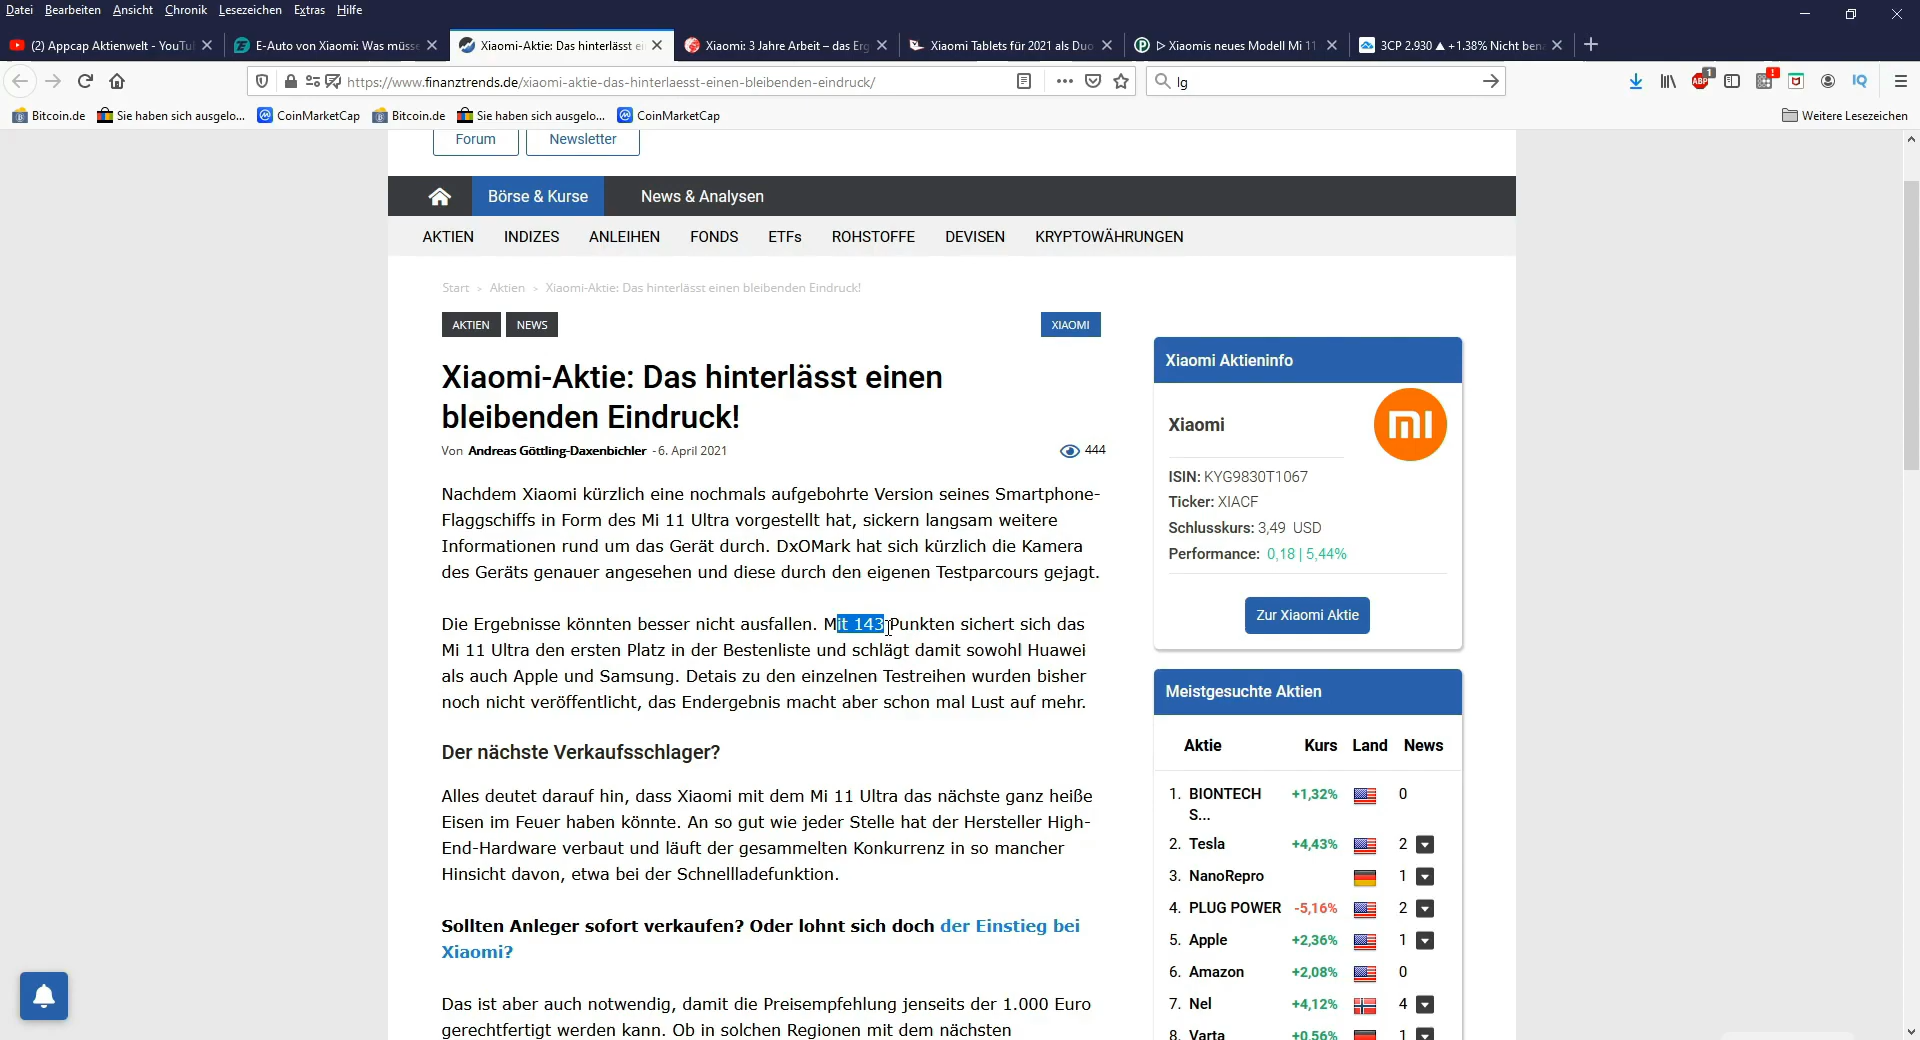 Datei Bearbeiten Ansicht Chronik Lesezeichen Extras Hilfe
(2) Appcap Aktienwelt - YouTu
E-Auto von Xiaomi: Was müsse
Xiaomi-Aktie: Das hinterlässt ei
Xiaomi: 3 Jahre Arbeit – das Erg
Xiaomi Tablets für 2021 als Duo
Xiaomis neues Modell Mi 11
3CP 2.930 ▲ +1.38% Nicht ben
https://www.finanztrends.de/xiaomi-aktie-das-hinterlaesst-einen-bleibenden-eindruck/
lg
ABP 1
!
IQ
Bitcoin.de
Sie haben sich ausgelo...
CoinMarketCap
Bitcoin.de
Sie haben sich ausgelo...
CoinMarketCap
Weitere Lesezeichen
Forum
Newsletter
Börse & Kurse
News & Analysen
AKTIEN INDIZES ANLEIHEN FONDS ETFs ROHSTOFFE DEVISEN KRYPTOWÄHRUNGEN
Start > Aktien > Xiaomi-Aktie: Das hinterlässt einen bleibenden Eindruck!
AKTIEN NEWS
XIAOMI
Xiaomi-Aktie: Das hinterlässt einen
bleibenden Eindruck!
Von Andreas Göttling-Daxenbichler - 6. April 2021
444
Nachdem Xiaomi kürzlich eine nochmals aufgebohrte Version seines Smartphone-
Flaggschiffs in Form des Mi 11 Ultra vorgestellt hat, sickern langsam weitere
Informationen rund um das Gerät durch. DxOMark hat sich kürzlich die Kamera
des Geräts genauer angesehen und diese durch den eigenen Testparcours gejagt.
Die Ergebnisse könnten besser nicht ausfallen. Mit 143 Punkten sichert sich das
Mi 11 Ultra den ersten Platz in der Bestenliste und schlägt damit sowohl Huawei
als auch Apple und Samsung. Detais zu den einzelnen Testreihen wurden bisher
noch nicht veröffentlicht, das Endergebnis macht aber schon mal Lust auf mehr.
Der nächste Verkaufsschlager?
Alles deutet darauf hin, dass Xiaomi mit dem Mi 11 Ultra das nächste ganz heiße
Eisen im Feuer haben könnte. An so gut wie jeder Stelle hat der Hersteller High-
End-Hardware verbaut und läuft der gesammelten Konkurrenz in so mancher
Hinsicht davon, etwa bei der Schnellladefunktion.
Sollten Anleger sofort verkaufen? Oder lohnt sich doch der Einstieg bei
Xiaomi?
Das ist aber auch notwendig, damit die Preisempfehlung jenseits der 1.000 Euro
gerechtfertigt werden kann. Ob in solchen Regionen mit dem nächsten
Xiaomi Aktieninfo
Xiaomi
mi
ISIN: KYG9830T1067
Ticker: XIACF
Schlusskurs: 3,49 USD
Performance: 0,18 | 5,44%
Zur Xiaomi Aktie
Meistgesuchte Aktien
Aktie Kurs Land News
1. BIONTECH S... +1,32% 0
2. Tesla +4,43% 2
3. NanoRepro 1
4. PLUG POWER -5,16% 2
5. Apple +2,36% 1
6. Amazon +2,08% 0
7. Nel +4,12% 4
8. Varta +0,56% 1